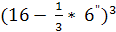 (16 − 1/3 * 6")³